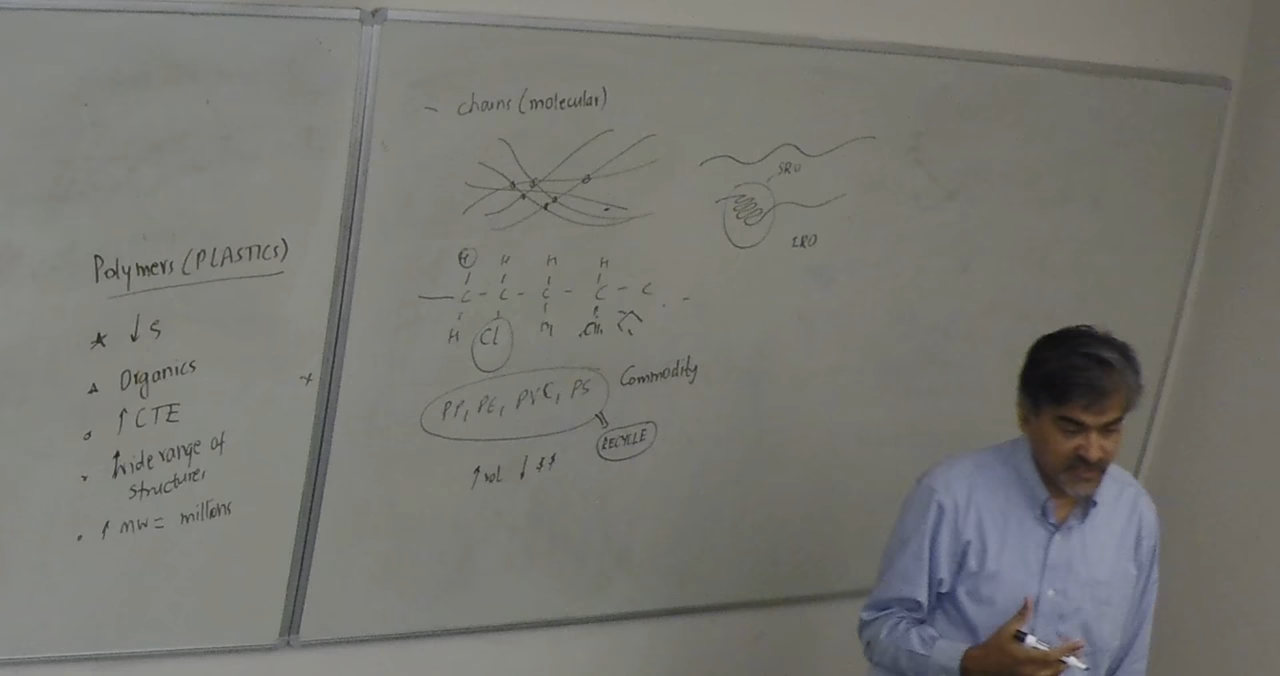 Polymers (PLASTICS)
↓ ρ
Organics
↑ CTE
wide range of
structures
↑ MW = millions
- chains (molecular)
SRO
LRO
H H H H
- C - C - C - C - C . -
H Cl H CH₃
PP, PE, PVC, PS Commodity
RECYCLE
↑ vol ↓ $$